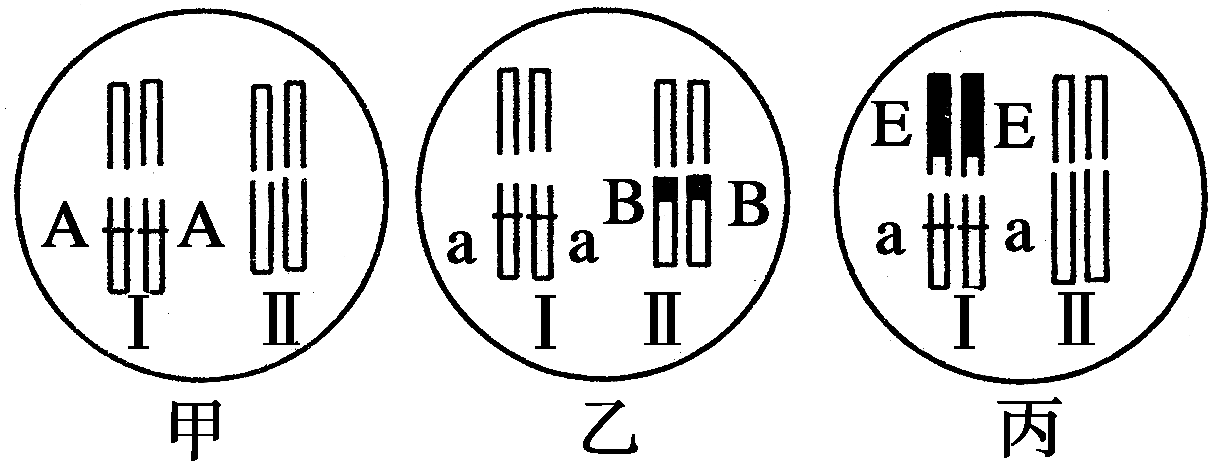 A A Ⅰ Ⅱ
甲
a a B B Ⅰ Ⅱ
乙
E E a a Ⅰ Ⅱ
丙